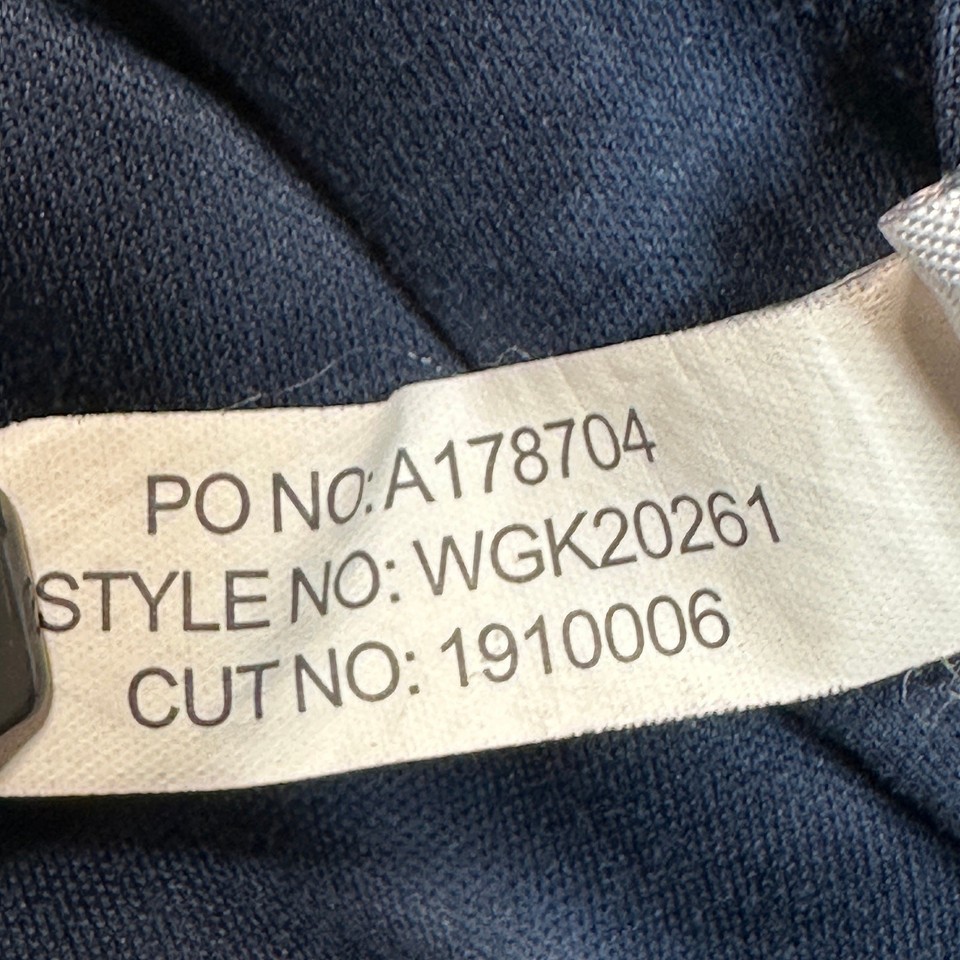 PO NO: A178704
STYLE NO: WGK20261
CUT NO: 1910006